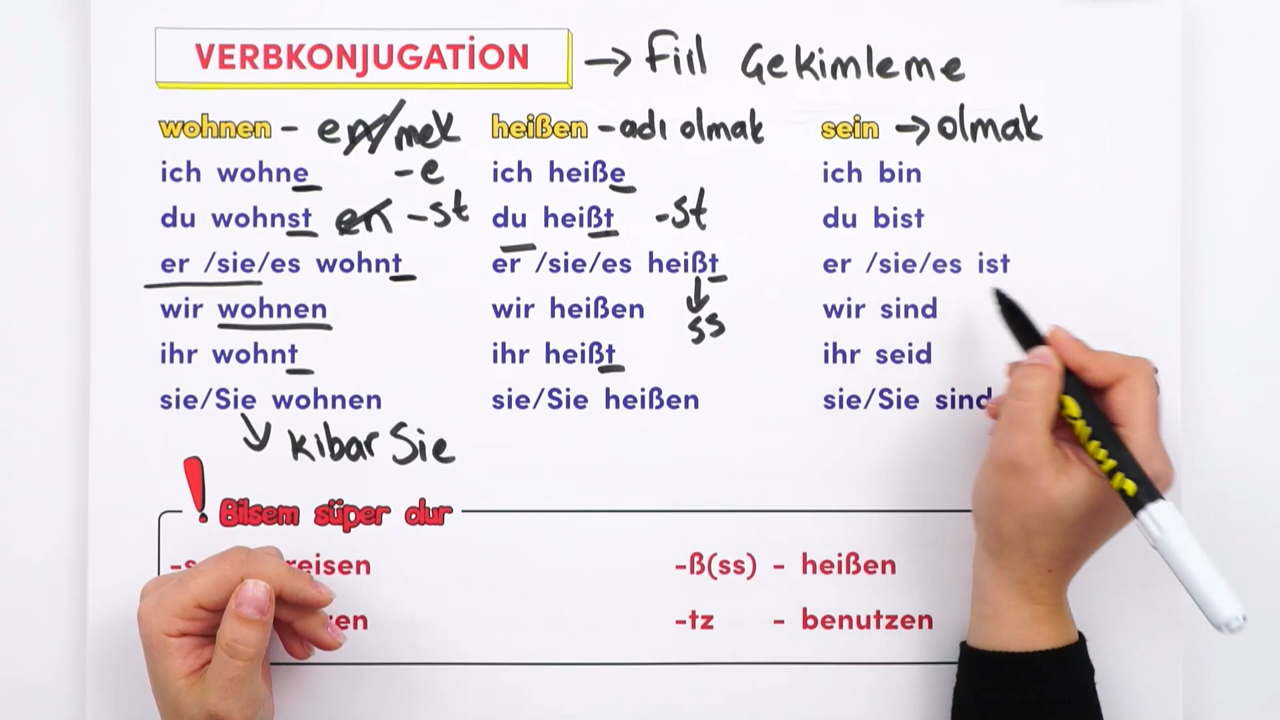 VERBKONJUGATİON → Fiil Çekimleme
wohnen - en/mek
ich wohne -e
du wohnst en -st
er /sie/es wohnt
wir wohnen
ihr wohnt
sie/Sie wohnen
kibar Sie
heißen - adı olmak
ich heiße
du heißt -st
er /sie/es heißt
ss
wir heißen
ihr heißt
sie/Sie heißen
sein → olmak
ich bin
du bist
er /sie/es ist
wir sind
ihr seid
sie/Sie sind
! Bilsem süper dur
-ß(ss) - heißen
-tz - benutzen